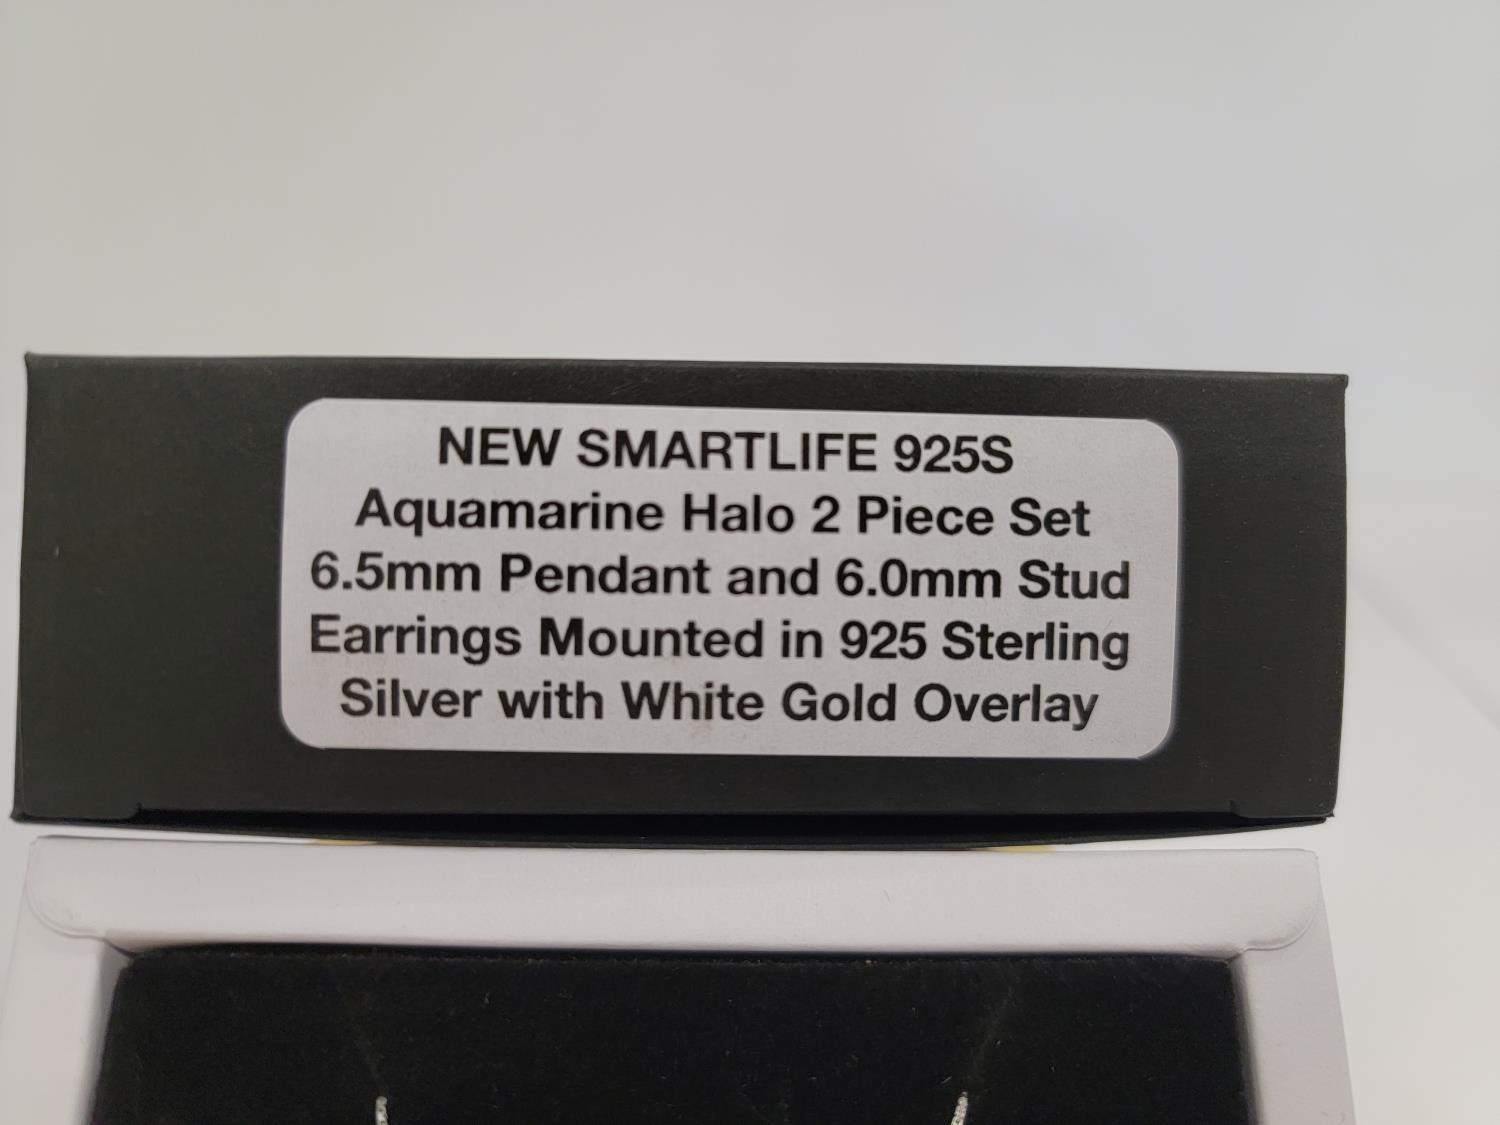 NEW SMARTLIFE 925S
Aquamarine Halo 2 Piece Set
6.5mm Pendant and 6.0mm Stud
Earrings Mounted in 925 Sterling
Silver with White Gold Overlay